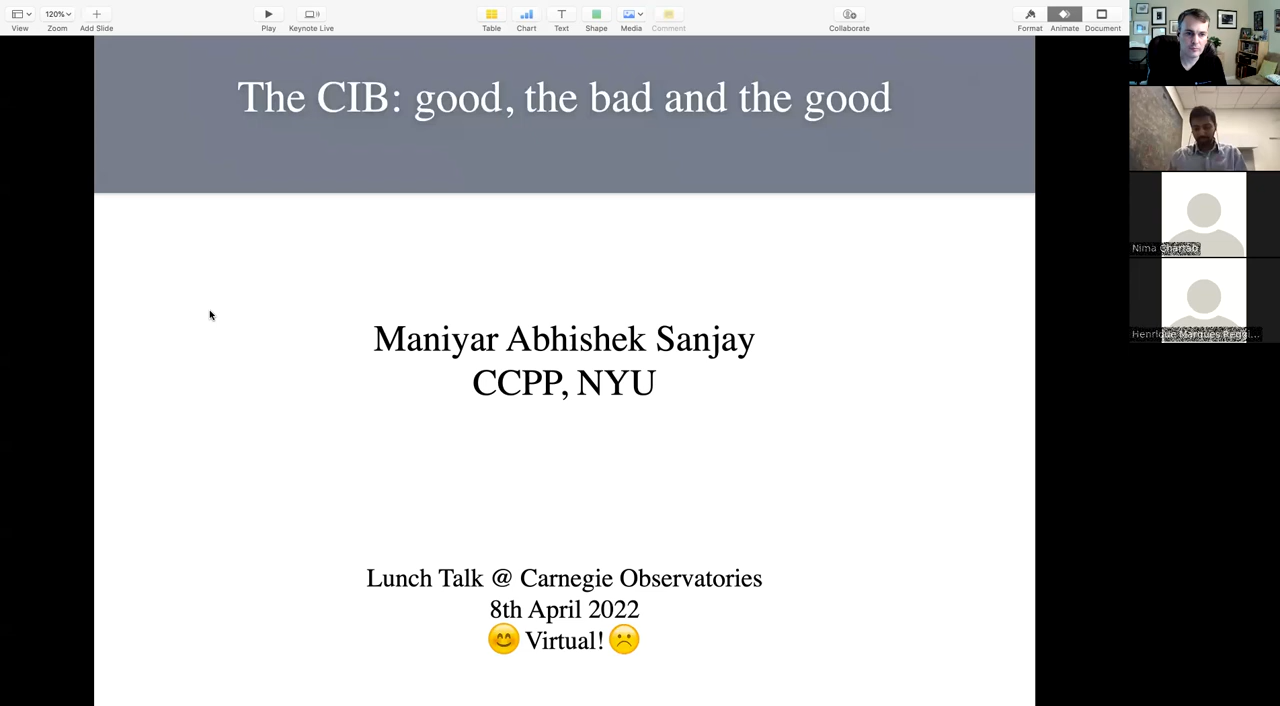 120%
View
Zoom
Add Slide
Play
Keynote Live
Table
Chart
Text
Shape
Media
Comment
Collaborate
Format
Animate
Document
The CIB: good, the bad and the good
Maniyar Abhishek Sanjay
CCPP, NYU
Lunch Talk @ Carnegie Observatories
8th April 2022
😊 Virtual! ☹️
Nima
Henrique Marques